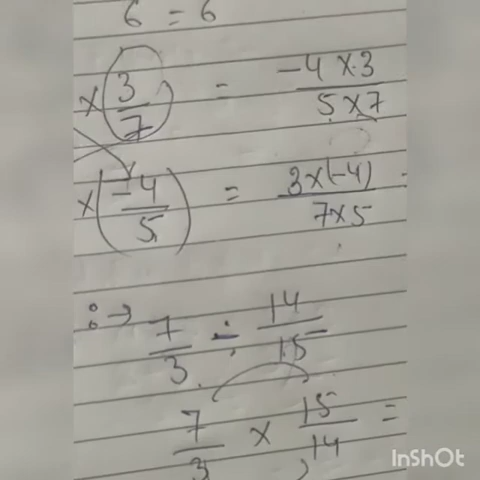 6 = 6
× 3/7 = -4 × 3 / 5 × 7
× (-4/5) = 3 × (-4) / 7 × 5
÷ → 7/3 ÷ 14/15
7/3 × 15/14 =
InShOt